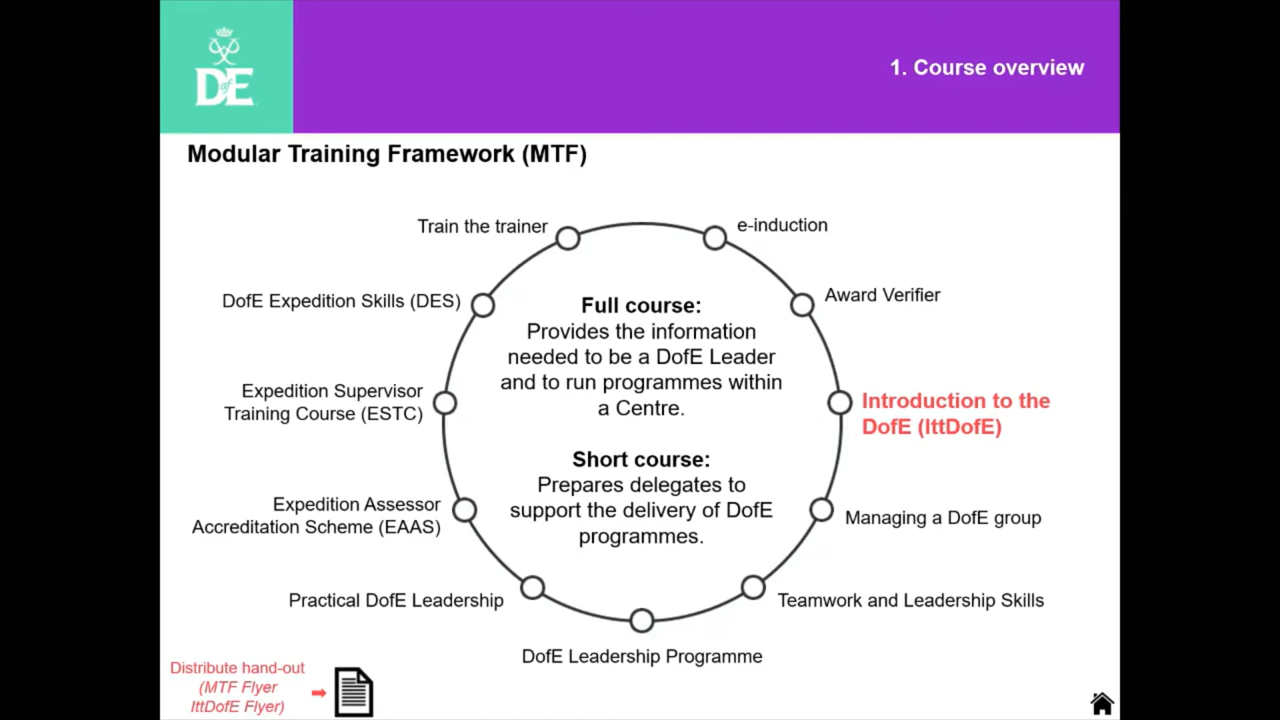 DofE
1. Course overview
Modular Training Framework (MTF)
Train the trainer
e-induction
DofE Expedition Skills (DES)
Award Verifier
Full course:
Provides the information
needed to be a DofE Leader
and to run programmes within
a Centre.
Expedition Supervisor
Training Course (ESTC)
Introduction to the
DofE (IttDofE)
Short course:
Prepares delegates to
support the delivery of DofE
programmes.
Expedition Assessor
Accreditation Scheme (EAAS)
Managing a DofE group
Practical DofE Leadership
Teamwork and Leadership Skills
DofE Leadership Programme
Distribute hand-out
(MTF Flyer
IttDofE Flyer)